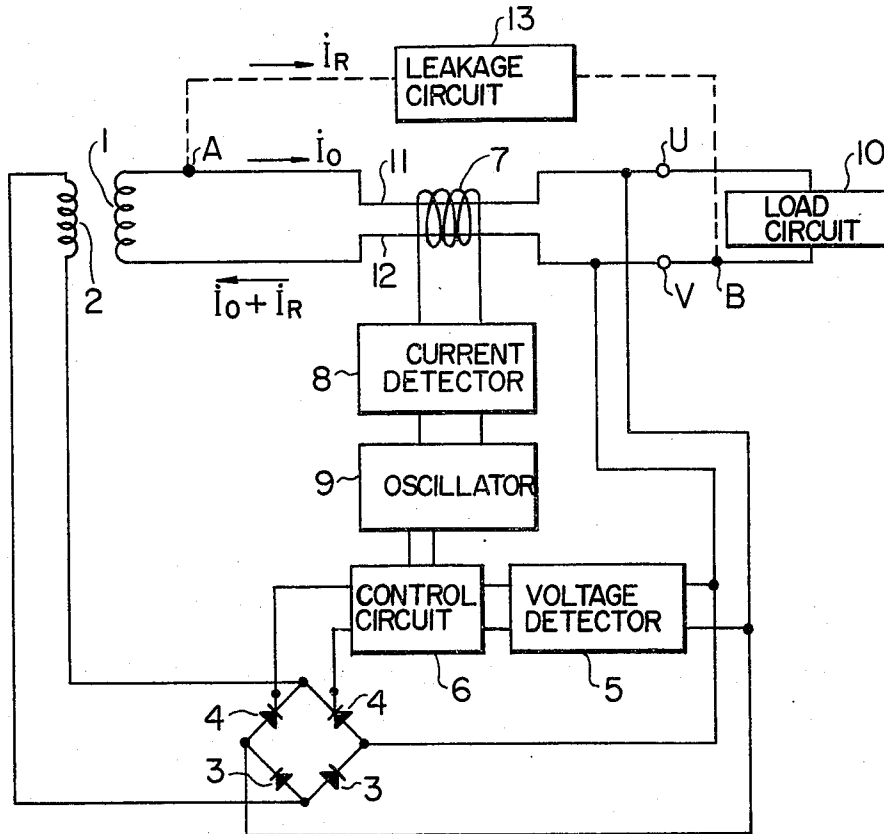 13
İR
LEAKAGE
CIRCUIT
1
A
İo
11
7
U
10
LOAD
CIRCUIT
2
12
İo + İR
V
B
8
CURRENT
DETECTOR
9
OSCILLATOR
CONTROL
CIRCUIT
VOLTAGE
DETECTOR
6
5
4
4
3
3